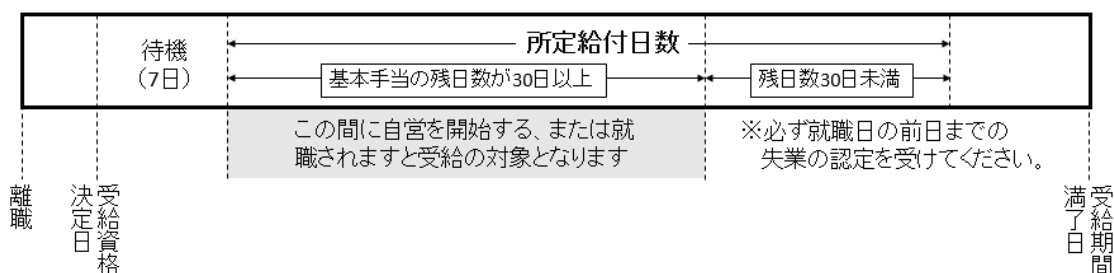 待機
(7日)
所定給付日数
基本手当の残日数が30日以上
残日数30日未満
この間に自営を開始する、または就
職されますと受給の対象となります
※必ず就職日の前日までの
失業の認定を受けてください。
離職
受給資格
決定日
受給期間
満了日